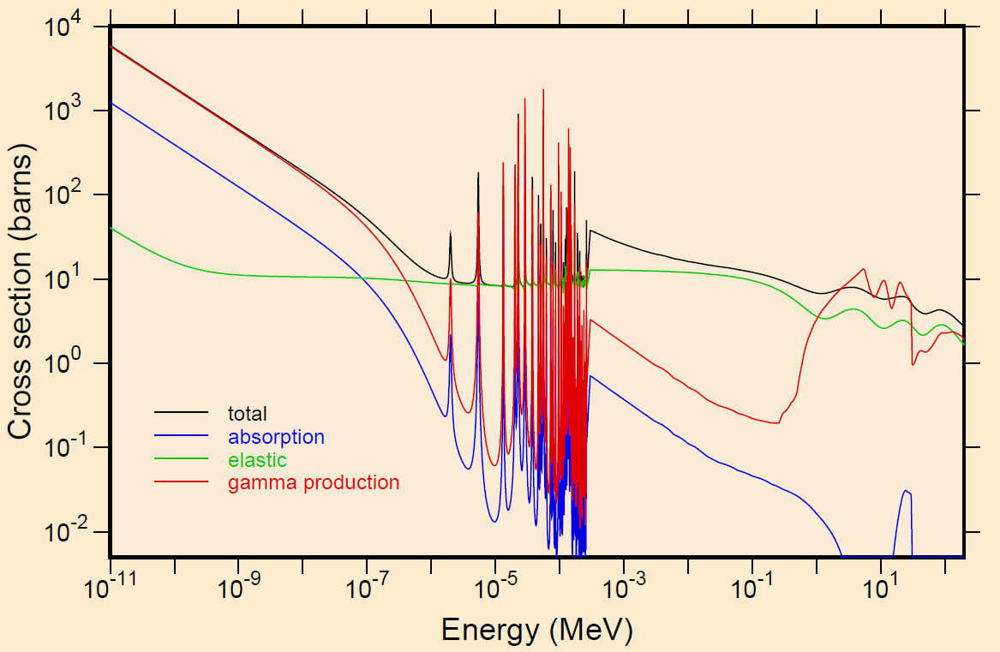 10^4
10^3
10^2
10^1
10^0
10^-1
10^-2
Cross section (barns)
total
absorption
elastic
gamma production
10^-11 10^-9 10^-7 10^-5 10^-3 10^-1 10^1
Energy (MeV)